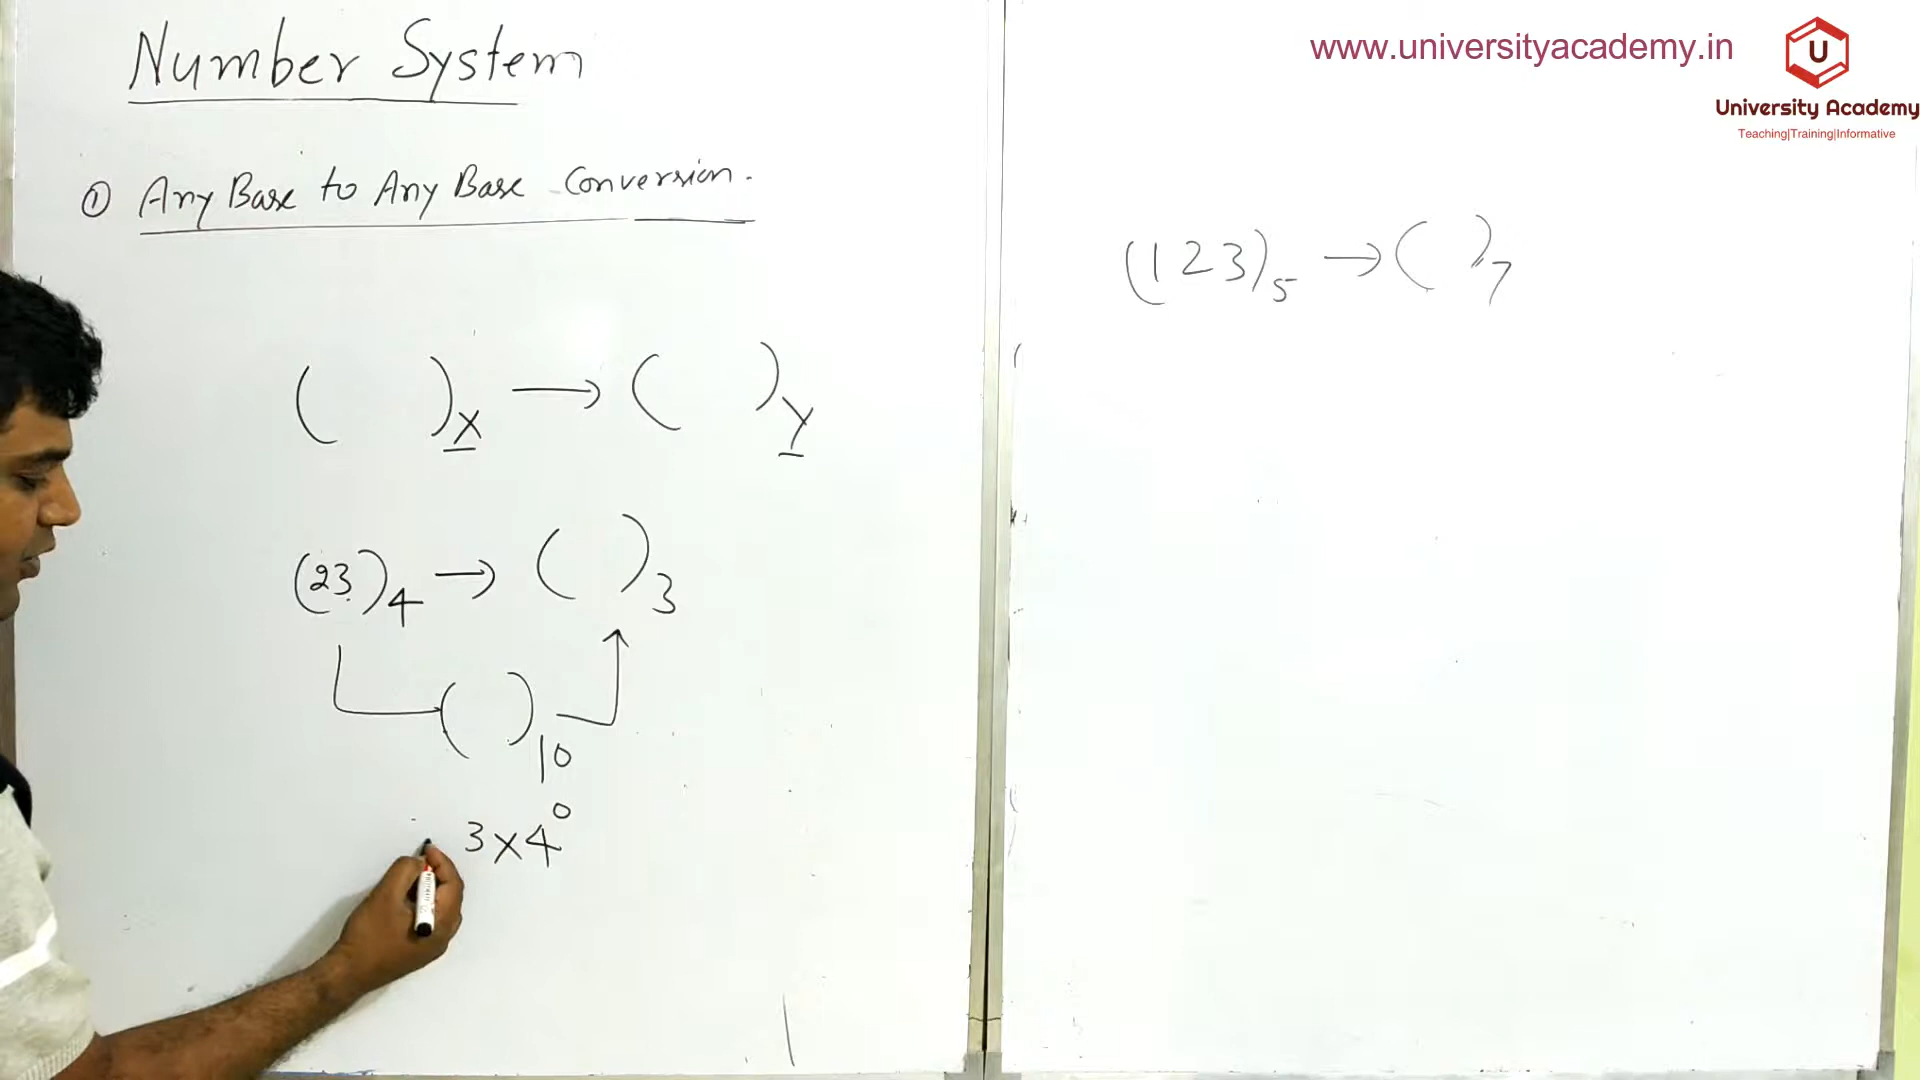 Number System
① Any Base to Any Base Conversion.
( )X → ( )Y
(23)4 → ( )3
( )10
3×4⁰
www.universityacademy.in
U
University Academy
Teaching|Training|Informative
(123)5 → ( )7